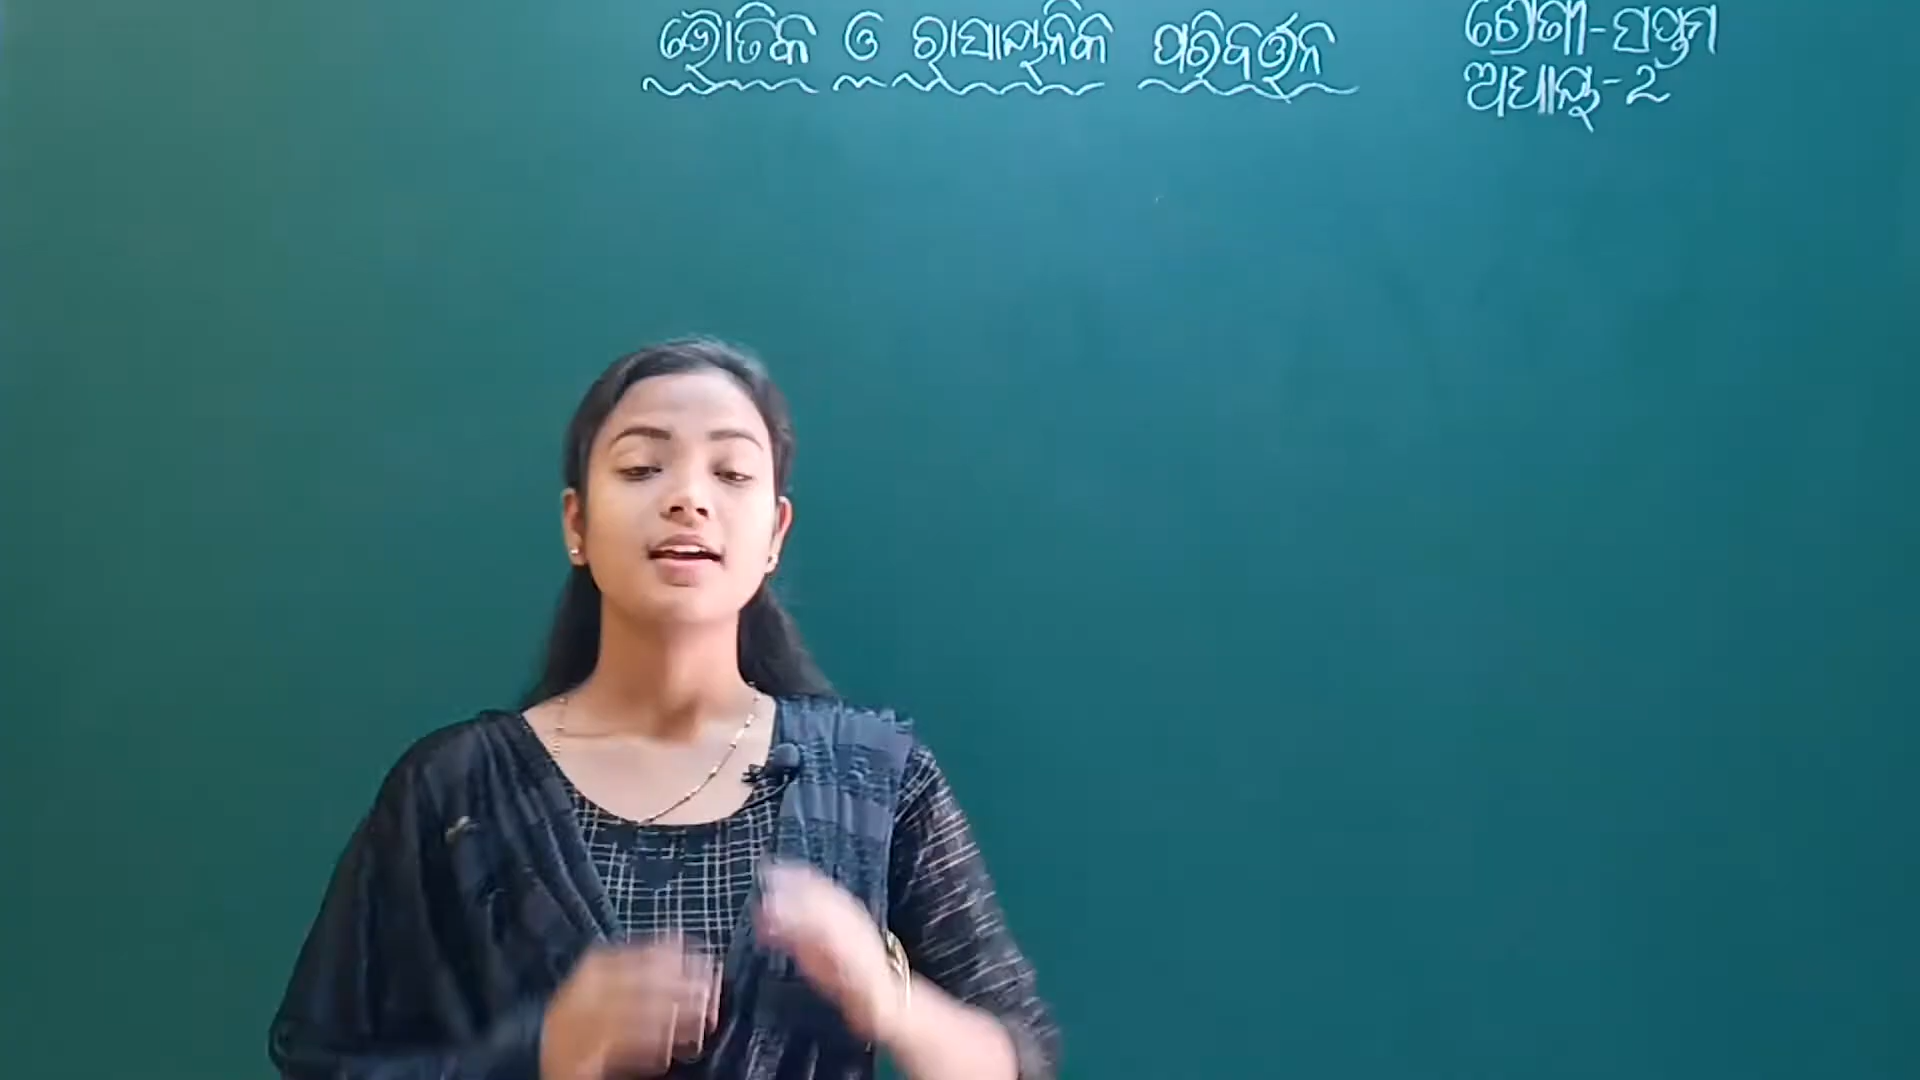 ଭୌତିକ ଓ ରାସାୟନିକ ପରିବର୍ତ୍ତନ
ଶ୍ରେଣୀ-ସପ୍ତମ
ଅଧ୍ୟାୟ-୨